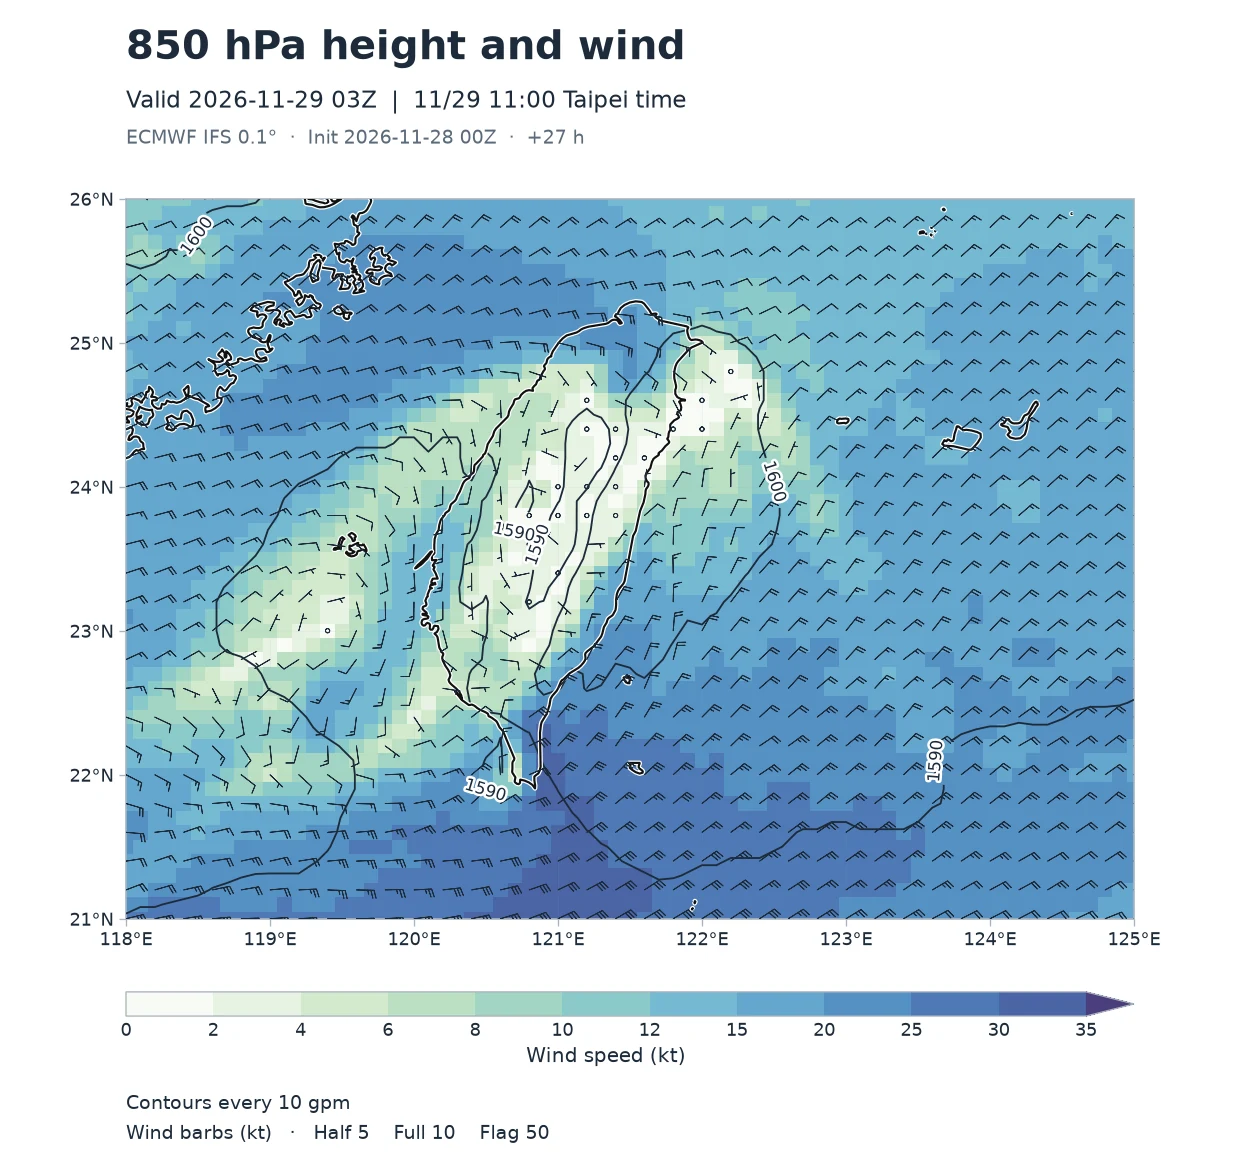 850 hPa height and wind
Valid 2026-11-29 03Z | 11/29 11:00 Taipei time
ECMWF IFS 0.1° · Init 2026-11-28 00Z · +27 h
26°N
1600
25°N
1600
24°N
1590
1590
23°N
1590
22°N
1590
21°N
118°E 119°E 120°E 121°E 122°E 123°E 124°E 125°E
0 2 4 6 8 10 12 15 20 25 30 35
Wind speed (kt)
Contours every 10 gpm
Wind barbs (kt) · Half 5 Full 10 Flag 50